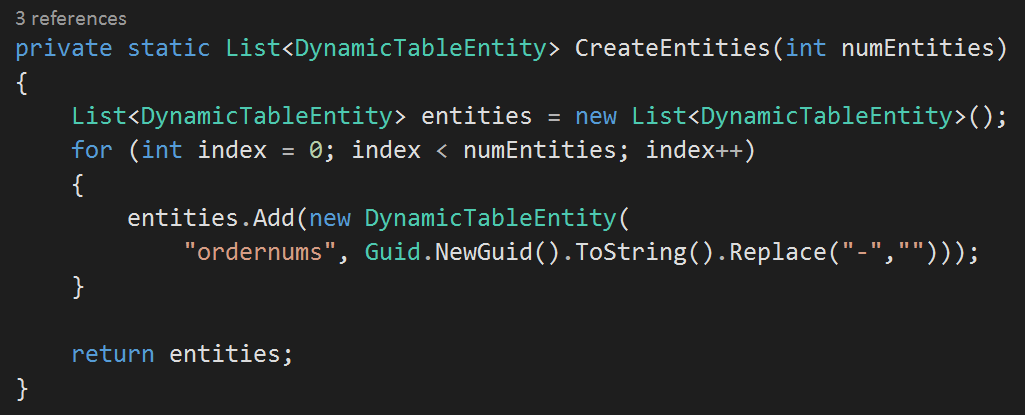 3 references
private static List<DynamicTableEntity> CreateEntities(int numEntities)
{
    List<DynamicTableEntity> entities = new List<DynamicTableEntity>();
    for (int index = 0; index < numEntities; index++)
    {
        entities.Add(new DynamicTableEntity(
            "ordernums", Guid.NewGuid().ToString().Replace("-","")));
    }

    return entities;
}